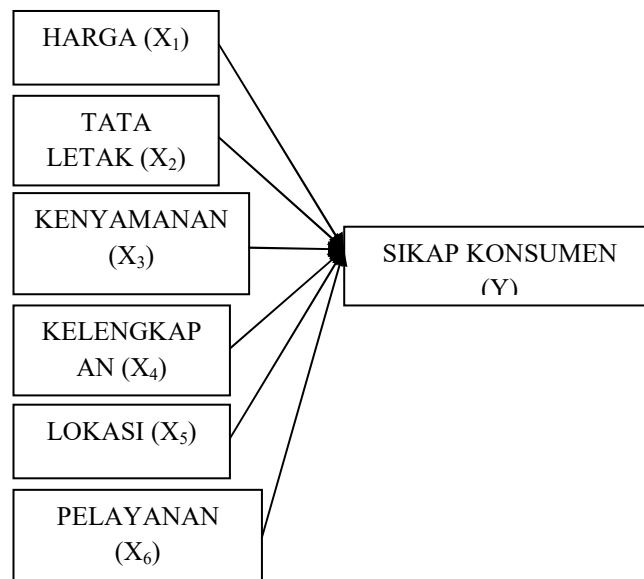 HARGA (X₁)
TATA
LETAK (X₂)
KENYAMANAN
(X₃)
KELENGKAP
AN (X₄)
LOKASI (X₅)
PELAYANAN
(X₆)
SIKAP KONSUMEN
(Y)